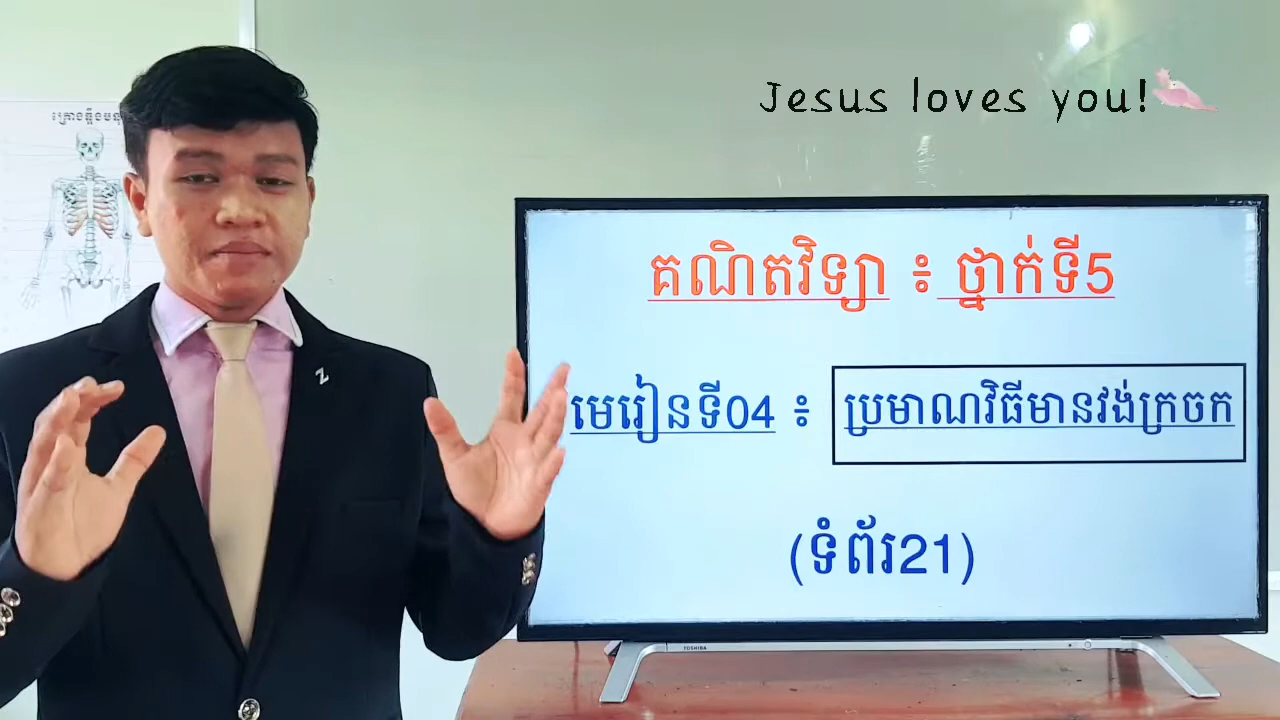 Jesus loves you!
គណិតវិទ្យា ៖ ថ្នាក់ទី5
មេរៀនទី04 ៖ ប្រមាណវិធីមានវង់ក្រចក
(ទំព័រ21)
TOSHIBA
Z